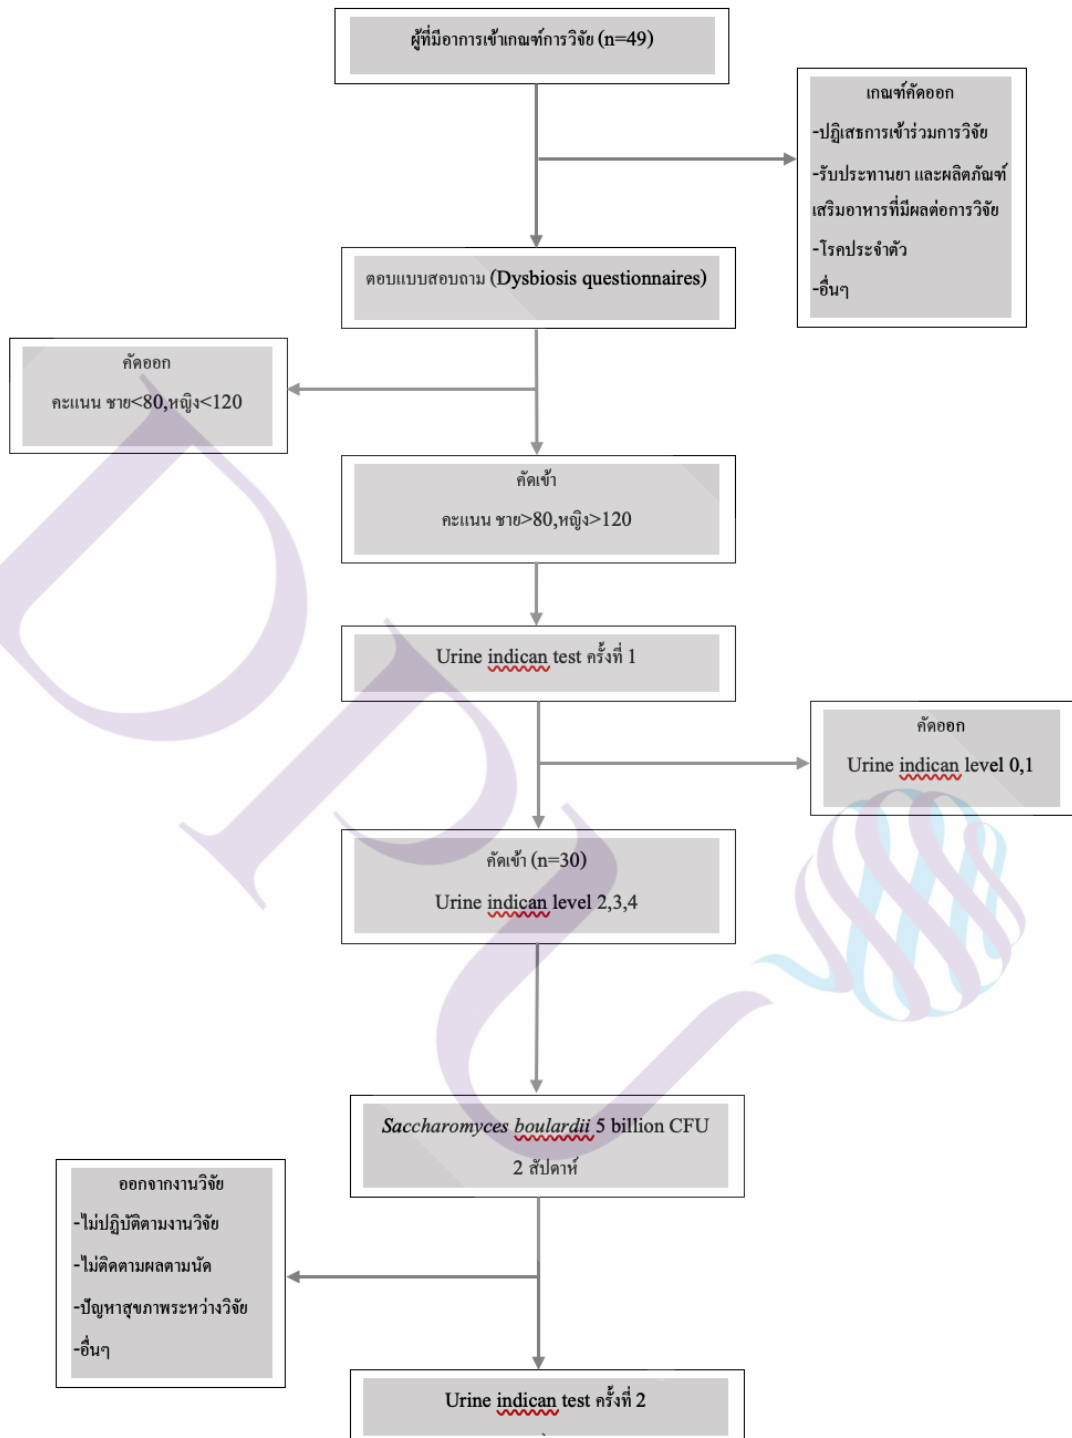 ผู้ที่มีอาการเข้าเกณฑ์การวิจัย (n=49)
เกณฑ์คัดออก
-ปฏิเสธการเข้าร่วมการวิจัย
-รับประทานยา และผลิตภัณฑ์
เสริมอาหารที่มีผลต่อการวิจัย
-โรคประจำตัว
-อื่นๆ
ตอบแบบสอบถาม (Dysbiosis questionnaires)
คัดออก
คะแนน ชาย<80,หญิง<120
คัดเข้า
คะแนน ชาย>80,หญิง>120
Urine indican test ครั้งที่ 1
คัดออก
Urine indican level 0,1
คัดเข้า (n=30)
Urine indican level 2,3,4
Saccharomyces boulardii 5 billion CFU
2 สัปดาห์
ออกจากงานวิจัย
-ไม่ปฏิบัติตามงานวิจัย
-ไม่ติดตามผลตามนัด
-ปัญหาสุขภาพระหว่างวิจัย
-อื่นๆ
Urine indican test ครั้งที่ 2
DPU